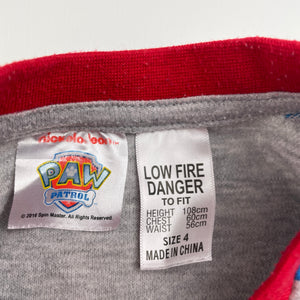 nickelodeon
PAW
PATROL
© 2014 Spin Master. All Rights Reserved.
LOW FIRE
DANGER
TO FIT
HEIGHT 108cm
CHEST 60cm
WAIST 56cm
SIZE 4
MADE IN CHINA